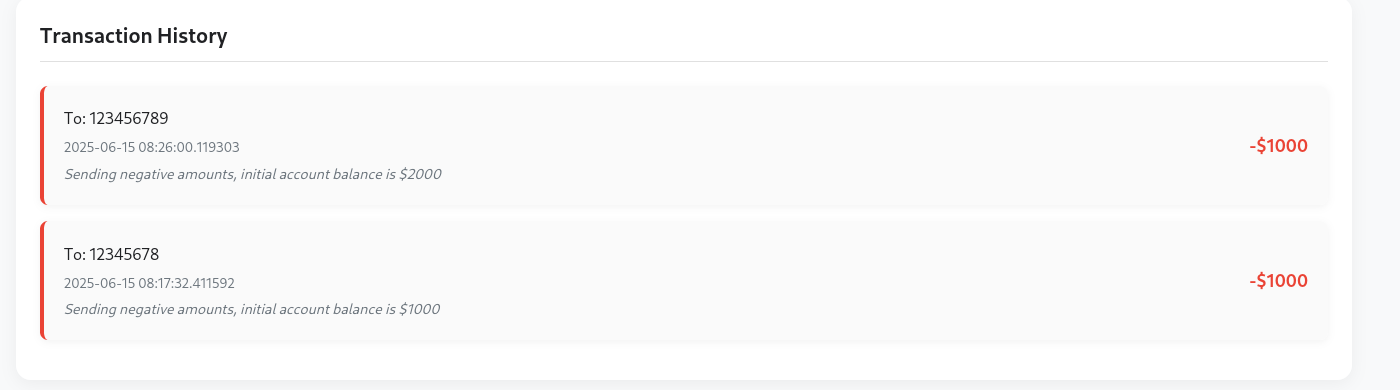 Transaction History
To: 123456789
2025-06-15 08:26:00.119303
-$1000
Sending negative amounts, initial account balance is $2000
To: 12345678
2025-06-15 08:17:32.411592
-$1000
Sending negative amounts, initial account balance is $1000